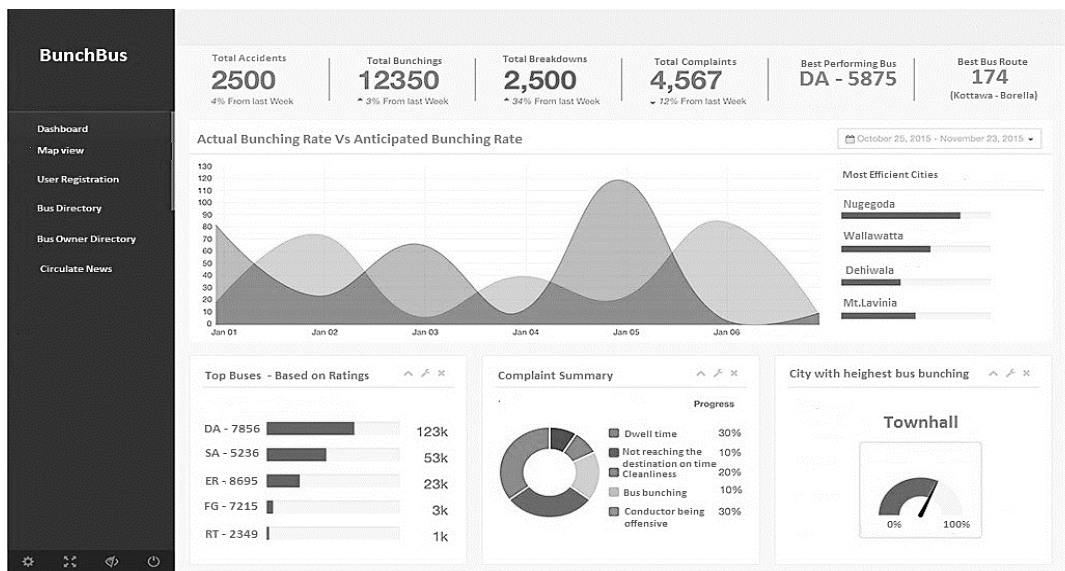 BunchBus
Dashboard
Map view
User Registration
Bus Directory
Bus Owner Directory
Circulate News
Total Accidents
2500
4% From last Week
Total Bunchings
12350
3% From last Week
Total Breakdowns
2,500
34% From last Week
Total Complaints
4,567
12% From last Week
Best Performing Bus
DA - 5875
Best Bus Route
174
(Kottawa - Borella)
Actual Bunching Rate Vs Anticipated Bunching Rate
October 25, 2015 - November 23, 2015
130
120
110
100
90
80
70
60
50
40
30
20
10
0
Jan 01
Jan 02
Jan 03
Jan 04
Jan 05
Jan 06
Most Efficient Cities
Nugegoda
Wallawatta
Dehiwala
Mt.Lavinia
Top Buses - Based on Ratings
DA - 7856 123k
SA - 5236 53k
ER - 8695 23k
FG - 7215 3k
RT - 2349 1k
Complaint Summary
Progress
Dwell time 30%
Not reaching the 10%
destination on time
Cleanliness 20%
Bus bunching 10%
Conductor being 30%
offensive
City with heighest bus bunching
Townhall
0% 100%